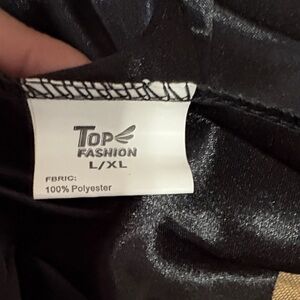 TOP
FASHION
L/XL
FBRIC:
100% Polyester